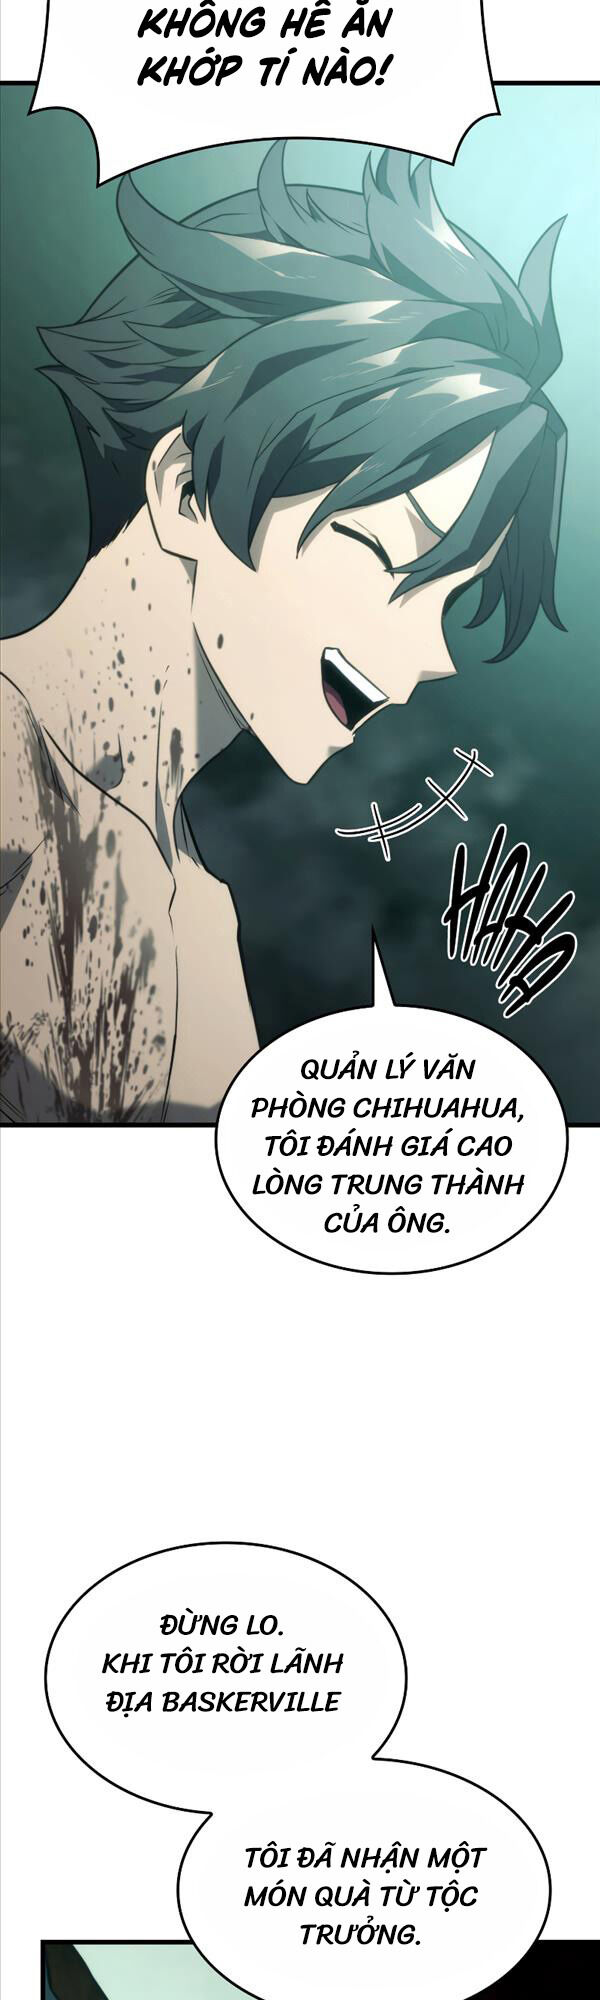 KHÔNG HỀ ĂN
KHỚP TÍ NÀO!
HAHA
QUẢN LÝ VĂN
PHÒNG CHIHUAHUA,
TÔI ĐÁNH GIÁ CAO
LÒNG TRUNG THÀNH
CỦA ÔNG.
ĐỪNG LO.
KHI TÔI RỜI LÃNH
ĐỊA BASKERVILLE
TÔI ĐÃ NHẬN MỘT
MÓN QUÀ TỪ TỘC
TRƯỞNG.